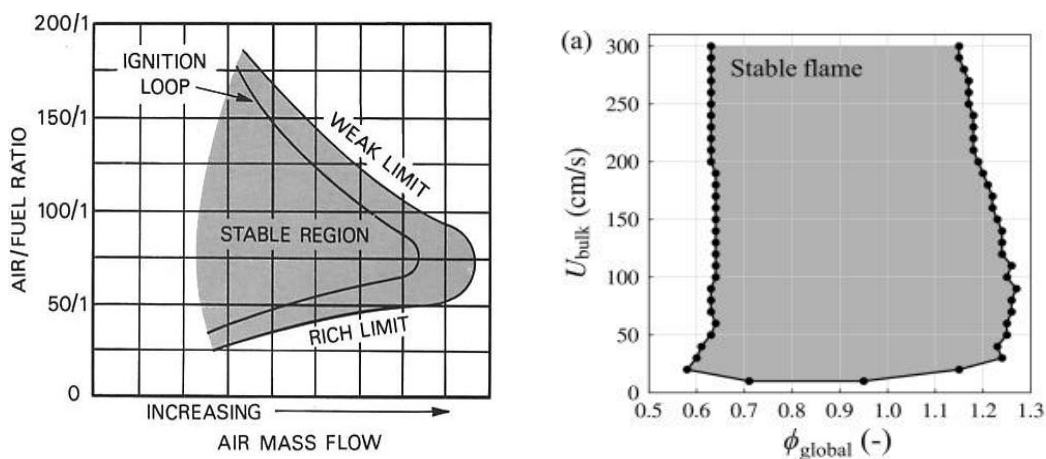 200/1
150/1
100/1
50/1
0
AIR/FUEL RATIO
IGNITION
LOOP
WEAK LIMIT
STABLE REGION
RICH LIMIT
INCREASING
AIR MASS FLOW
(a)
300
250
200
150
100
50
0
U_bulk (cm/s)
Stable flame
0.5 0.6 0.7 0.8 0.9 1.0 1.1 1.2 1.3
ϕ_global (-)